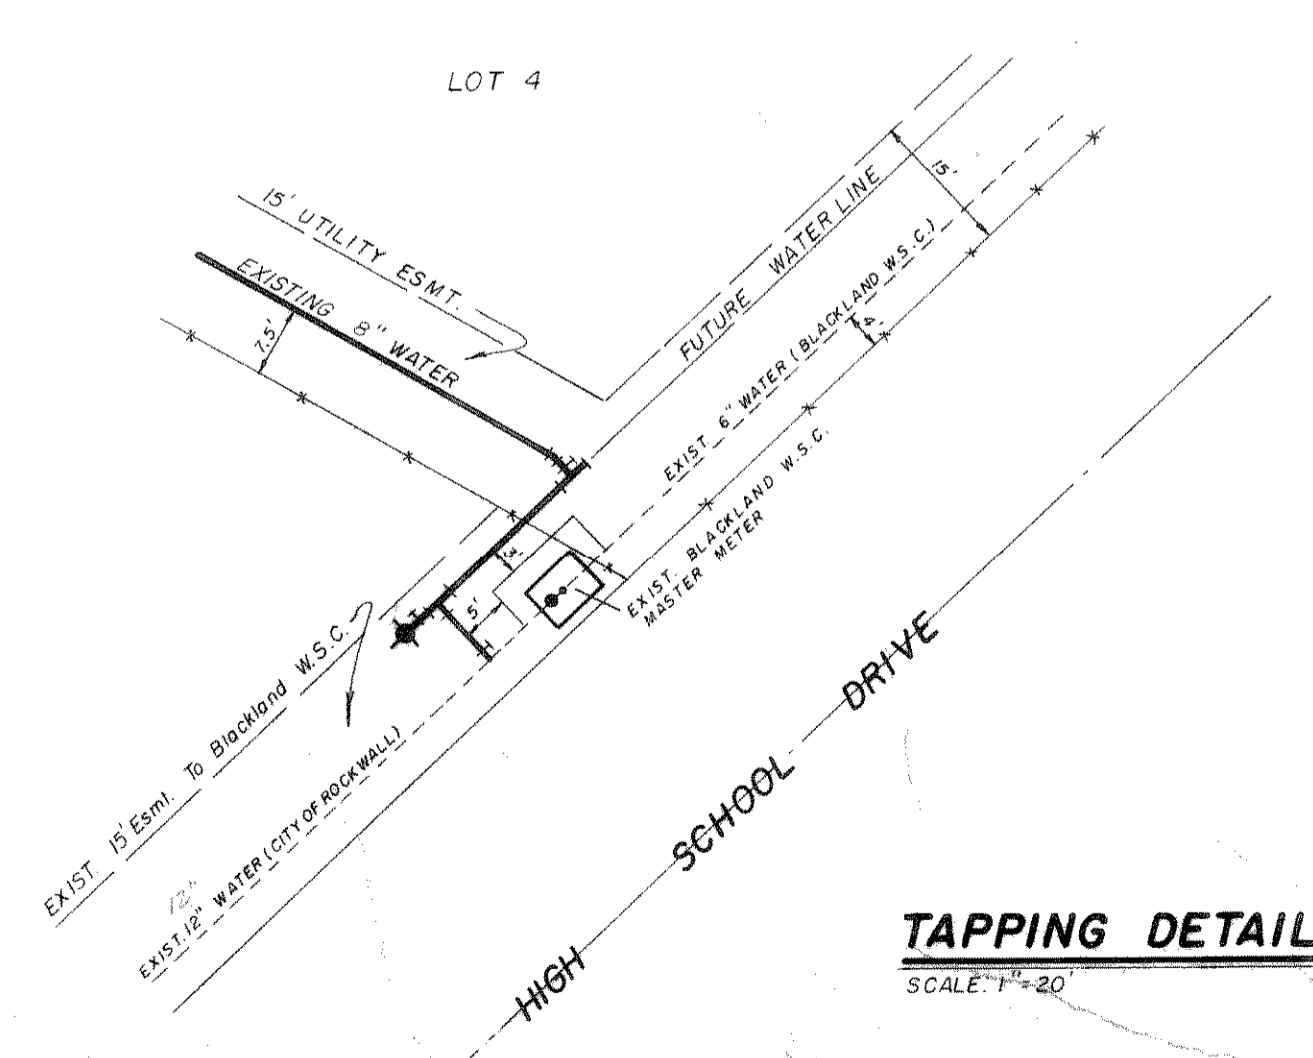 LOT 4
15' UTILITY ESMT.
EXISTING 8" WATER
7.5'
15'
FUTURE WATER LINE
EXIST. 6" WATER (BLACKLAND W.S.C.)
4'
EXIST. BLACKLAND W.S.C.
MASTER METER
3'
5'
EXIST. 15' Esmt. To Blackland W.S.C.
12"
EXIST. 12" WATER (CITY OF ROCKWALL)
HIGH SCHOOL DRIVE
TAPPING DETAIL
SCALE: 1"=20'